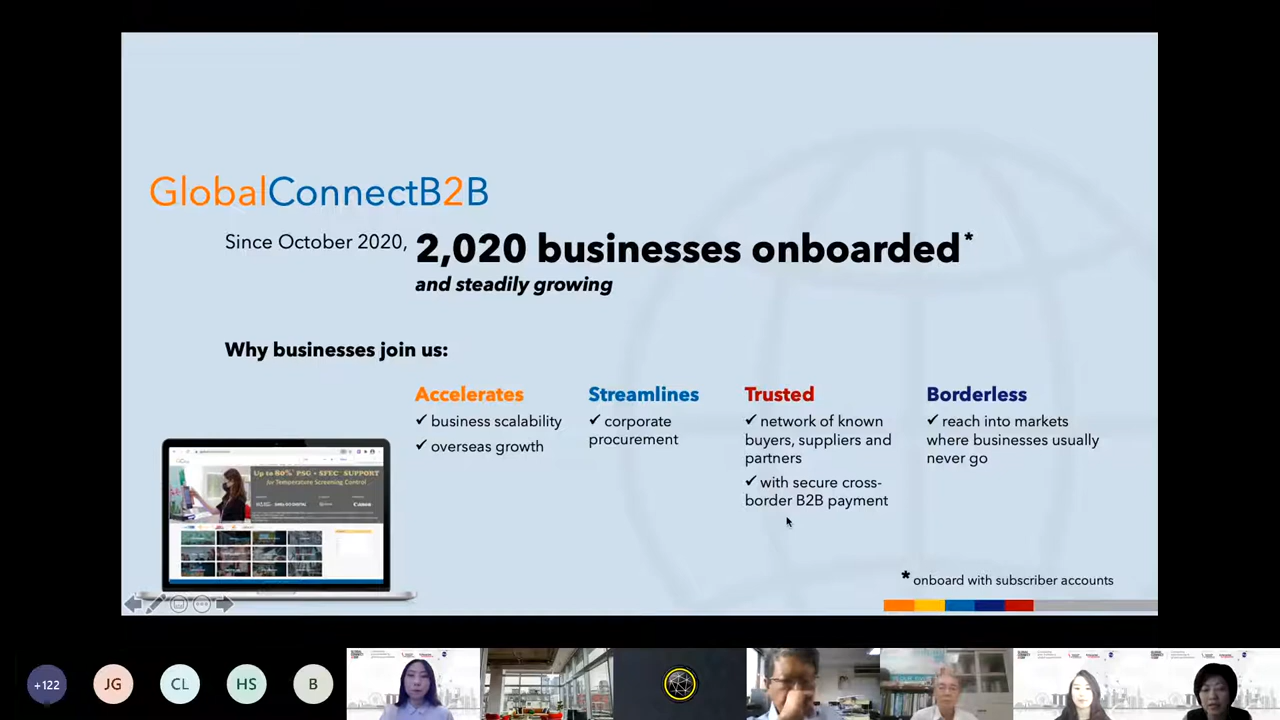 GlobalConnectB2B
Since October 2020, 2,020 businesses onboarded*
and steadily growing
Why businesses join us:
Accelerates
✓ business scalability
✓ overseas growth
Streamlines
✓ corporate
procurement
Trusted
✓ network of known
buyers, suppliers and
partners
✓ with secure cross-
border B2B payment
Borderless
✓ reach into markets
where businesses usually
never go
Up to 80% PSG + SFEC SUPPORT
for Temperature Screening Control
Canon
* onboard with subscriber accounts
+122
JG
CL
HS
B